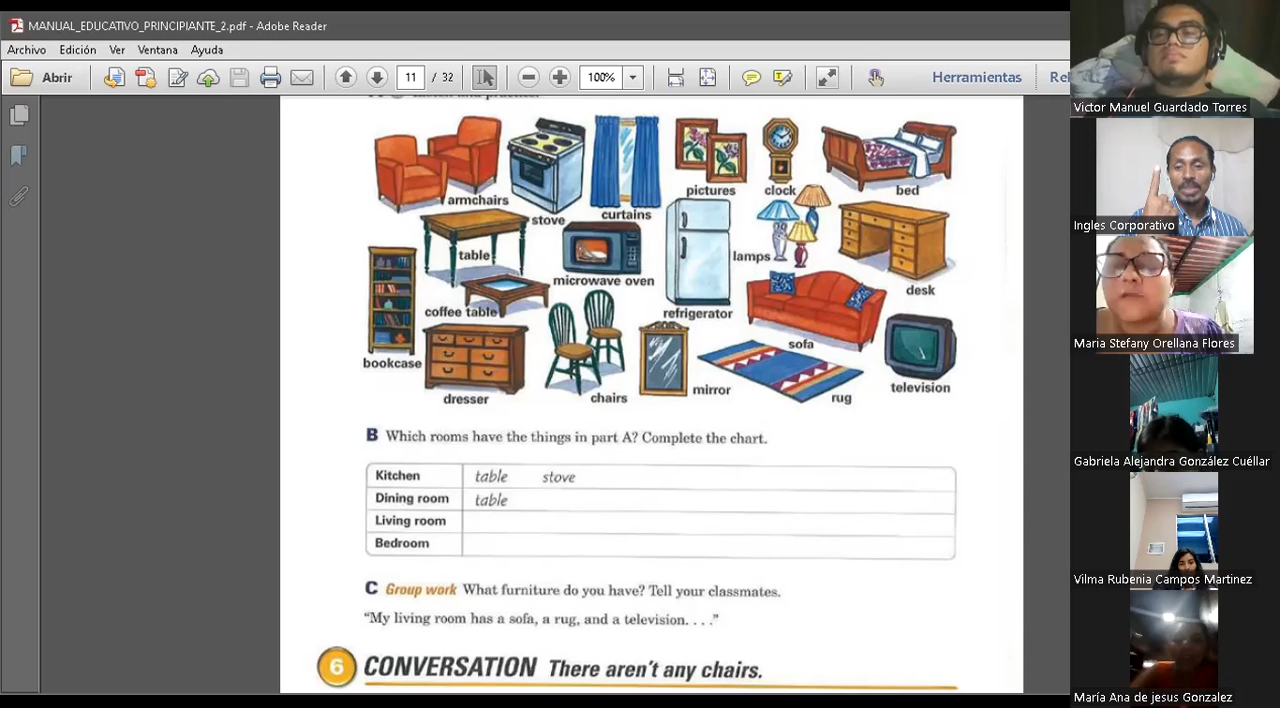 MANUAL_EDUCATIVO_PRINCIPIANTE_2.pdf - Adobe Reader
Archivo Edición Ver Ventana Ayuda
Abrir 11 / 32 100% Herramientas
armchairs
stove
curtains
pictures
clock
bed
table
microwave oven
lamps
desk
coffee table
refrigerator
sofa
bookcase
dresser
chairs
mirror
rug
television
B Which rooms have the things in part A? Complete the chart.
Kitchen table stove
Dining room table
Living room
Bedroom
C Group work What furniture do you have? Tell your classmates.
“My living room has a sofa, a rug, and a television. . . .”
6 CONVERSATION There aren't any chairs.
Victor Manuel Guardado Torres
Ingles Corporativo
Maria Stefany Orellana Flores
Gabriela Alejandra González Cuéllar
Vilma Rubenia Campos Martinez
María Ana de jesus Gonzalez